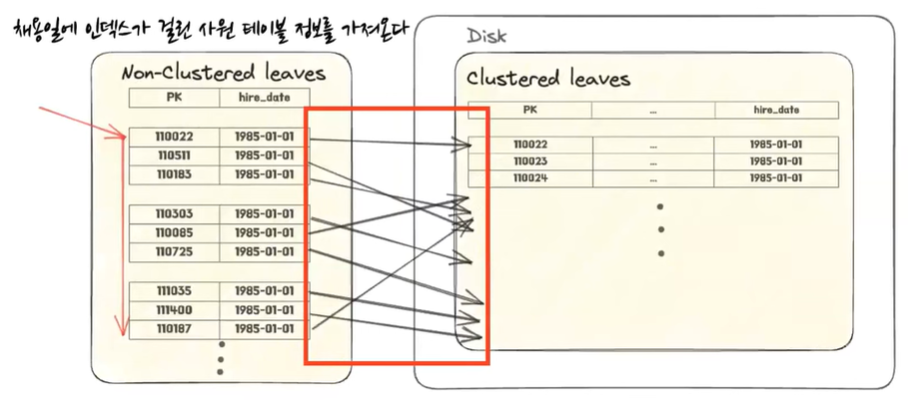 채용일에 인덱스가 걸린 사원 테이블 정보를 가져온다
Disk
Non-Clustered leaves
PK hire_date
110022 1985-01-01
110511 1985-01-01
110183 1985-01-01
110303 1985-01-01
110085 1985-01-01
110725 1985-01-01
111035 1985-01-01
111400 1985-01-01
110187 1985-01-01
Clustered leaves
PK ... hire_date
110022 ... 1985-01-01
110023 ... 1985-01-01
110024 ... 1985-01-01